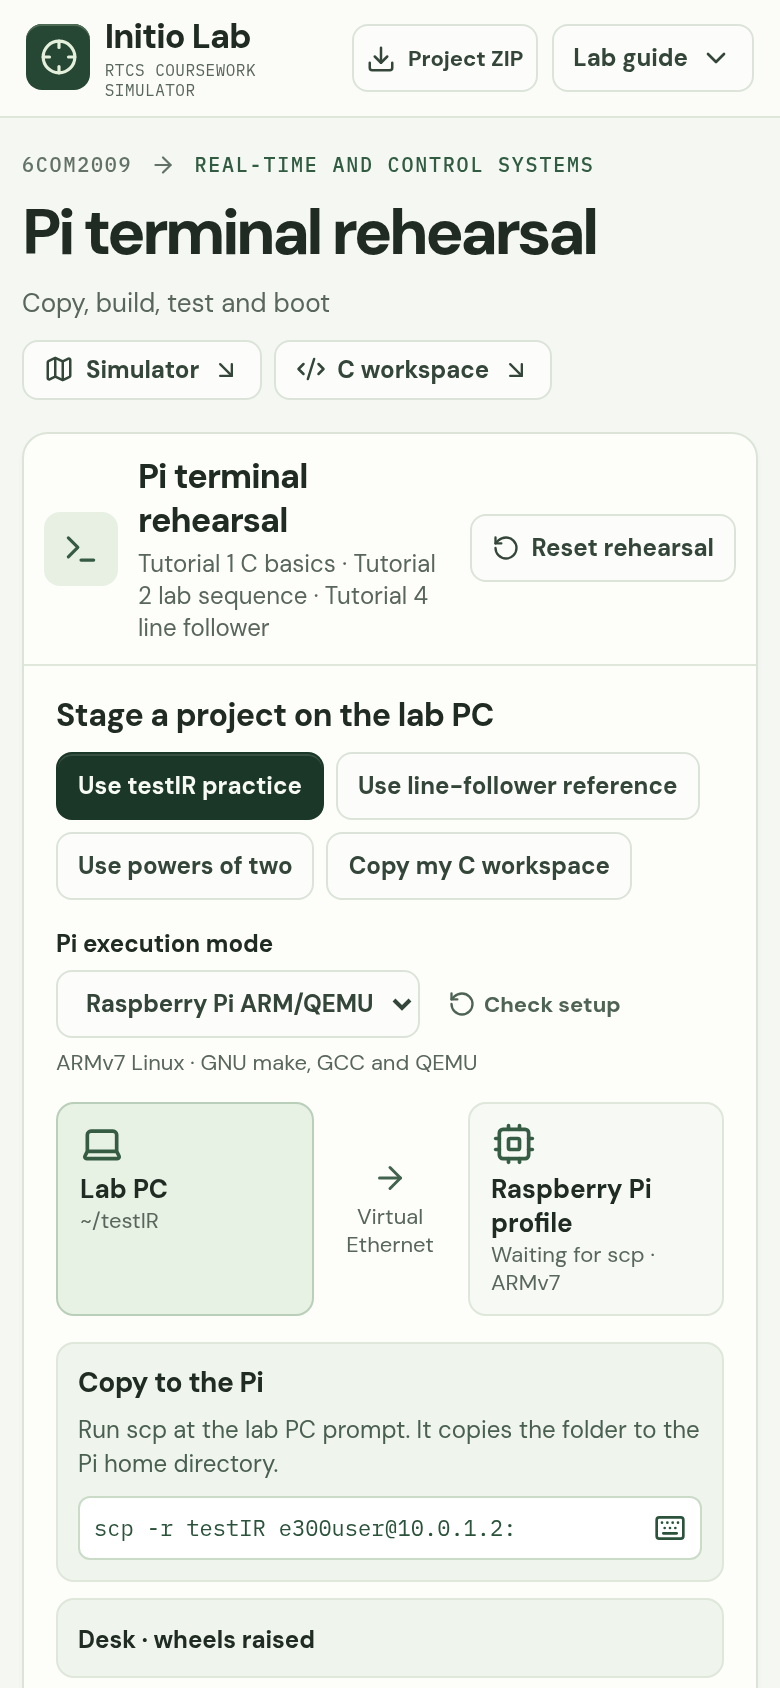 Initio Lab
RTCS COURSEWORK
SIMULATOR
Project ZIP
Lab guide
6COM2009 → REAL-TIME AND CONTROL SYSTEMS
Pi terminal rehearsal
Copy, build, test and boot
Simulator
C workspace
Pi terminal
rehearsal
Tutorial 1 C basics · Tutorial
2 lab sequence · Tutorial 4
line follower
Reset rehearsal
Stage a project on the lab PC
Use testIR practice
Use line-follower reference
Use powers of two
Copy my C workspace
Pi execution mode
Raspberry Pi ARM/QEMU
Check setup
ARMv7 Linux · GNU make, GCC and QEMU
Lab PC
~/testIR
Virtual
Ethernet
Raspberry Pi
profile
Waiting for scp ·
ARMv7
Copy to the Pi
Run scp at the lab PC prompt. It copies the folder to the
Pi home directory.
scp -r testIR e300user@10.0.1.2:
Desk · wheels raised